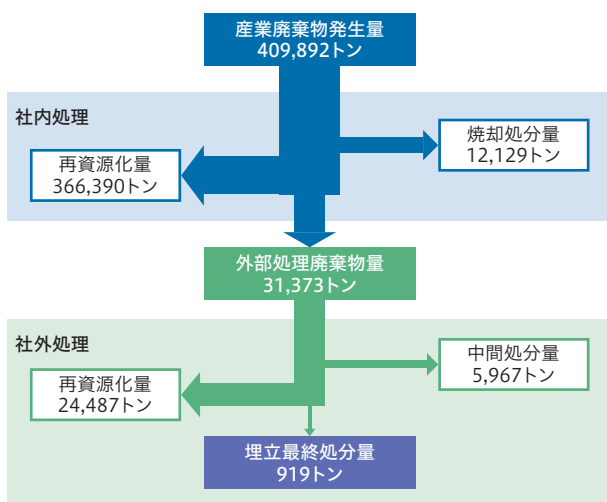 産業廃棄物発生量
409,892トン
社内処理
焼却処分量
12,129トン
再資源化量
366,390トン
外部処理廃棄物量
31,373トン
社外処理
中間処分量
5,967トン
再資源化量
24,487トン
埋立最終処分量
919トン